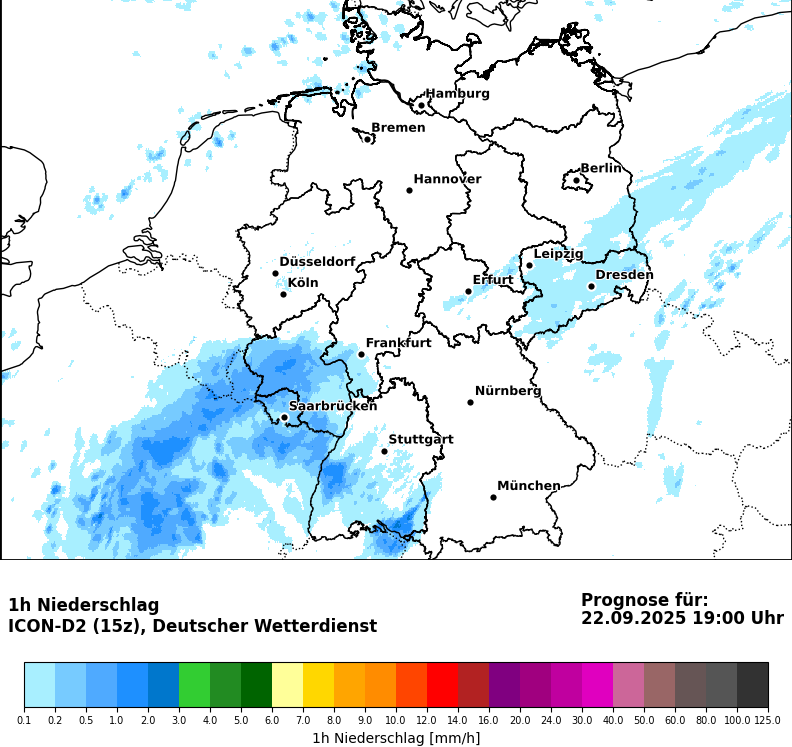 Hamburg
Bremen
Berlin
Hannover
Leipzig
Düsseldorf
Dresden
Erfurt
Köln
Frankfurt
Nürnberg
Saarbrücken
Stuttgart
München
1h Niederschlag
ICON-D2 (15z), Deutscher Wetterdienst
Prognose für:
22.09.2025 19:00 Uhr
0.1 0.2 0.5 1.0 2.0 3.0 4.0 5.0 6.0 7.0 8.0 9.0 10.0 12.0 14.0 16.0 20.0 24.0 30.0 40.0 50.0 60.0 80.0 100.0 125.0
1h Niederschlag [mm/h]